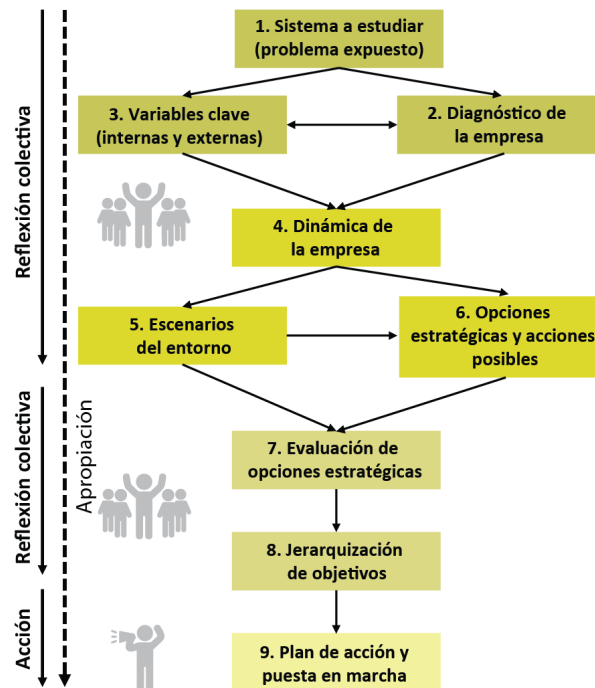 1. Sistema a estudiar
(problema expuesto)
3. Variables clave
(internas y externas)
2. Diagnóstico de
la empresa
4. Dinámica de
la empresa
5. Escenarios
del entorno
6. Opciones
estratégicas y acciones
posibles
7. Evaluación de
opciones estratégicas
8. Jerarquización
de objetivos
9. Plan de acción y
puesta en marcha
Reflexión colectiva
Reflexión colectiva
Acción
Apropiación